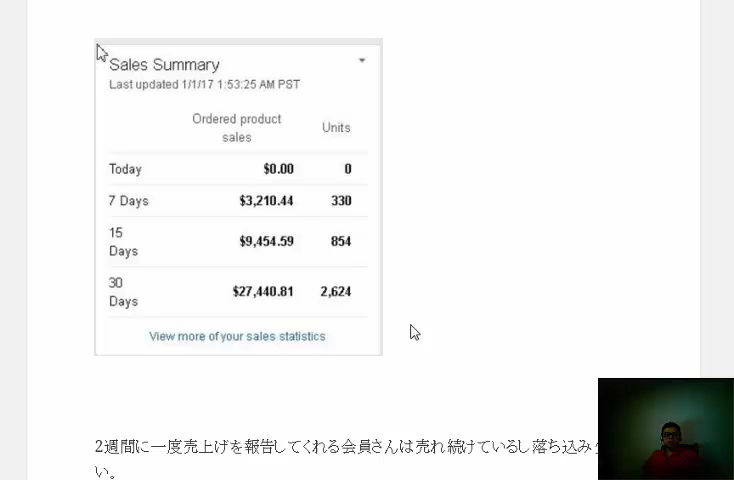 Sales Summary
Last updated 1/1/17 1:53:25 AM PST
Ordered product
sales
Units
Today $0.00 0
7 Days $3,210.44 330
15
Days
$9,454.59 854
30
Days
$27,440.81 2,624
View more of your sales statistics
2週間に一度売上げを報告してくれる会員さんは売れ続けているし落ち込み
い。